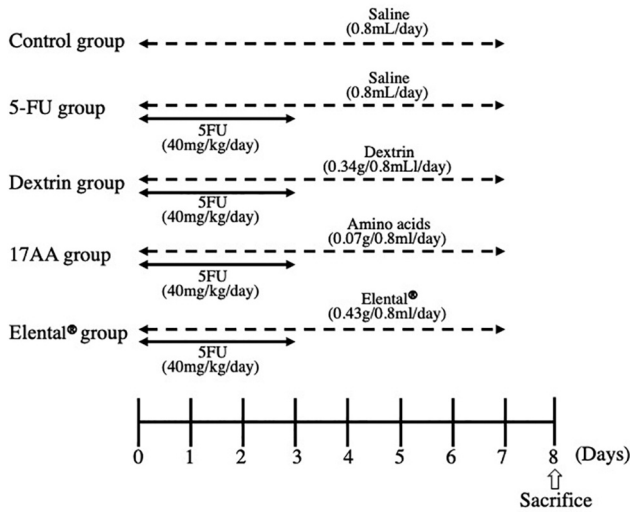 Saline
(0.8mL/day)
Control group
Saline
(0.8mL/day)
5-FU group
5FU
(40mg/kg/day)
Dextrin
(0.34g/0.8mLl/day)
Dextrin group
5FU
(40mg/kg/day)
Amino acids
(0.07g/0.8ml/day)
17AA group
5FU
(40mg/kg/day)
Elental®
(0.43g/0.8ml/day)
Elental® group
5FU
(40mg/kg/day)
0 1 2 3 4 5 6 7 8 (Days)
Sacrifice